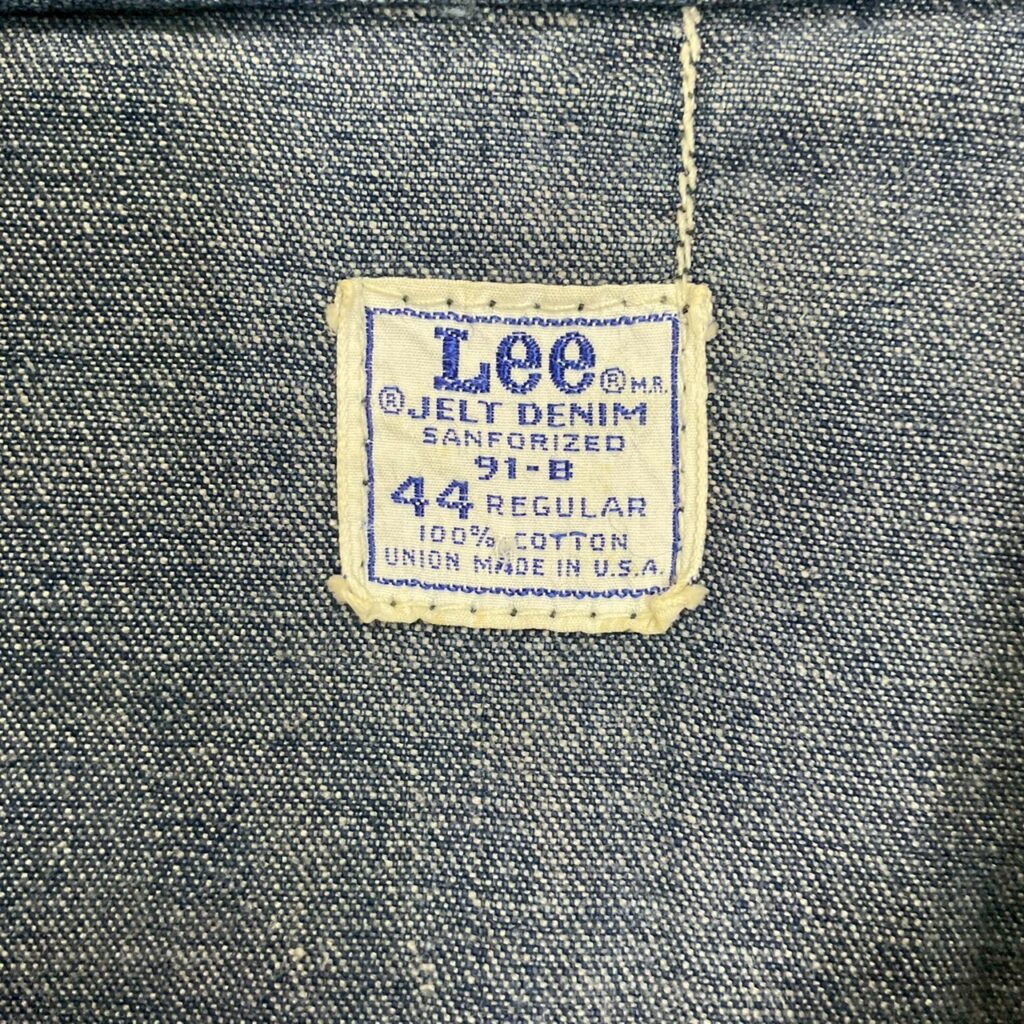 Lee ® M.R.
®JELT DENIM
SANFORIZED
91-B
44 REGULAR
100% COTTON
UNION MADE IN U.S.A.